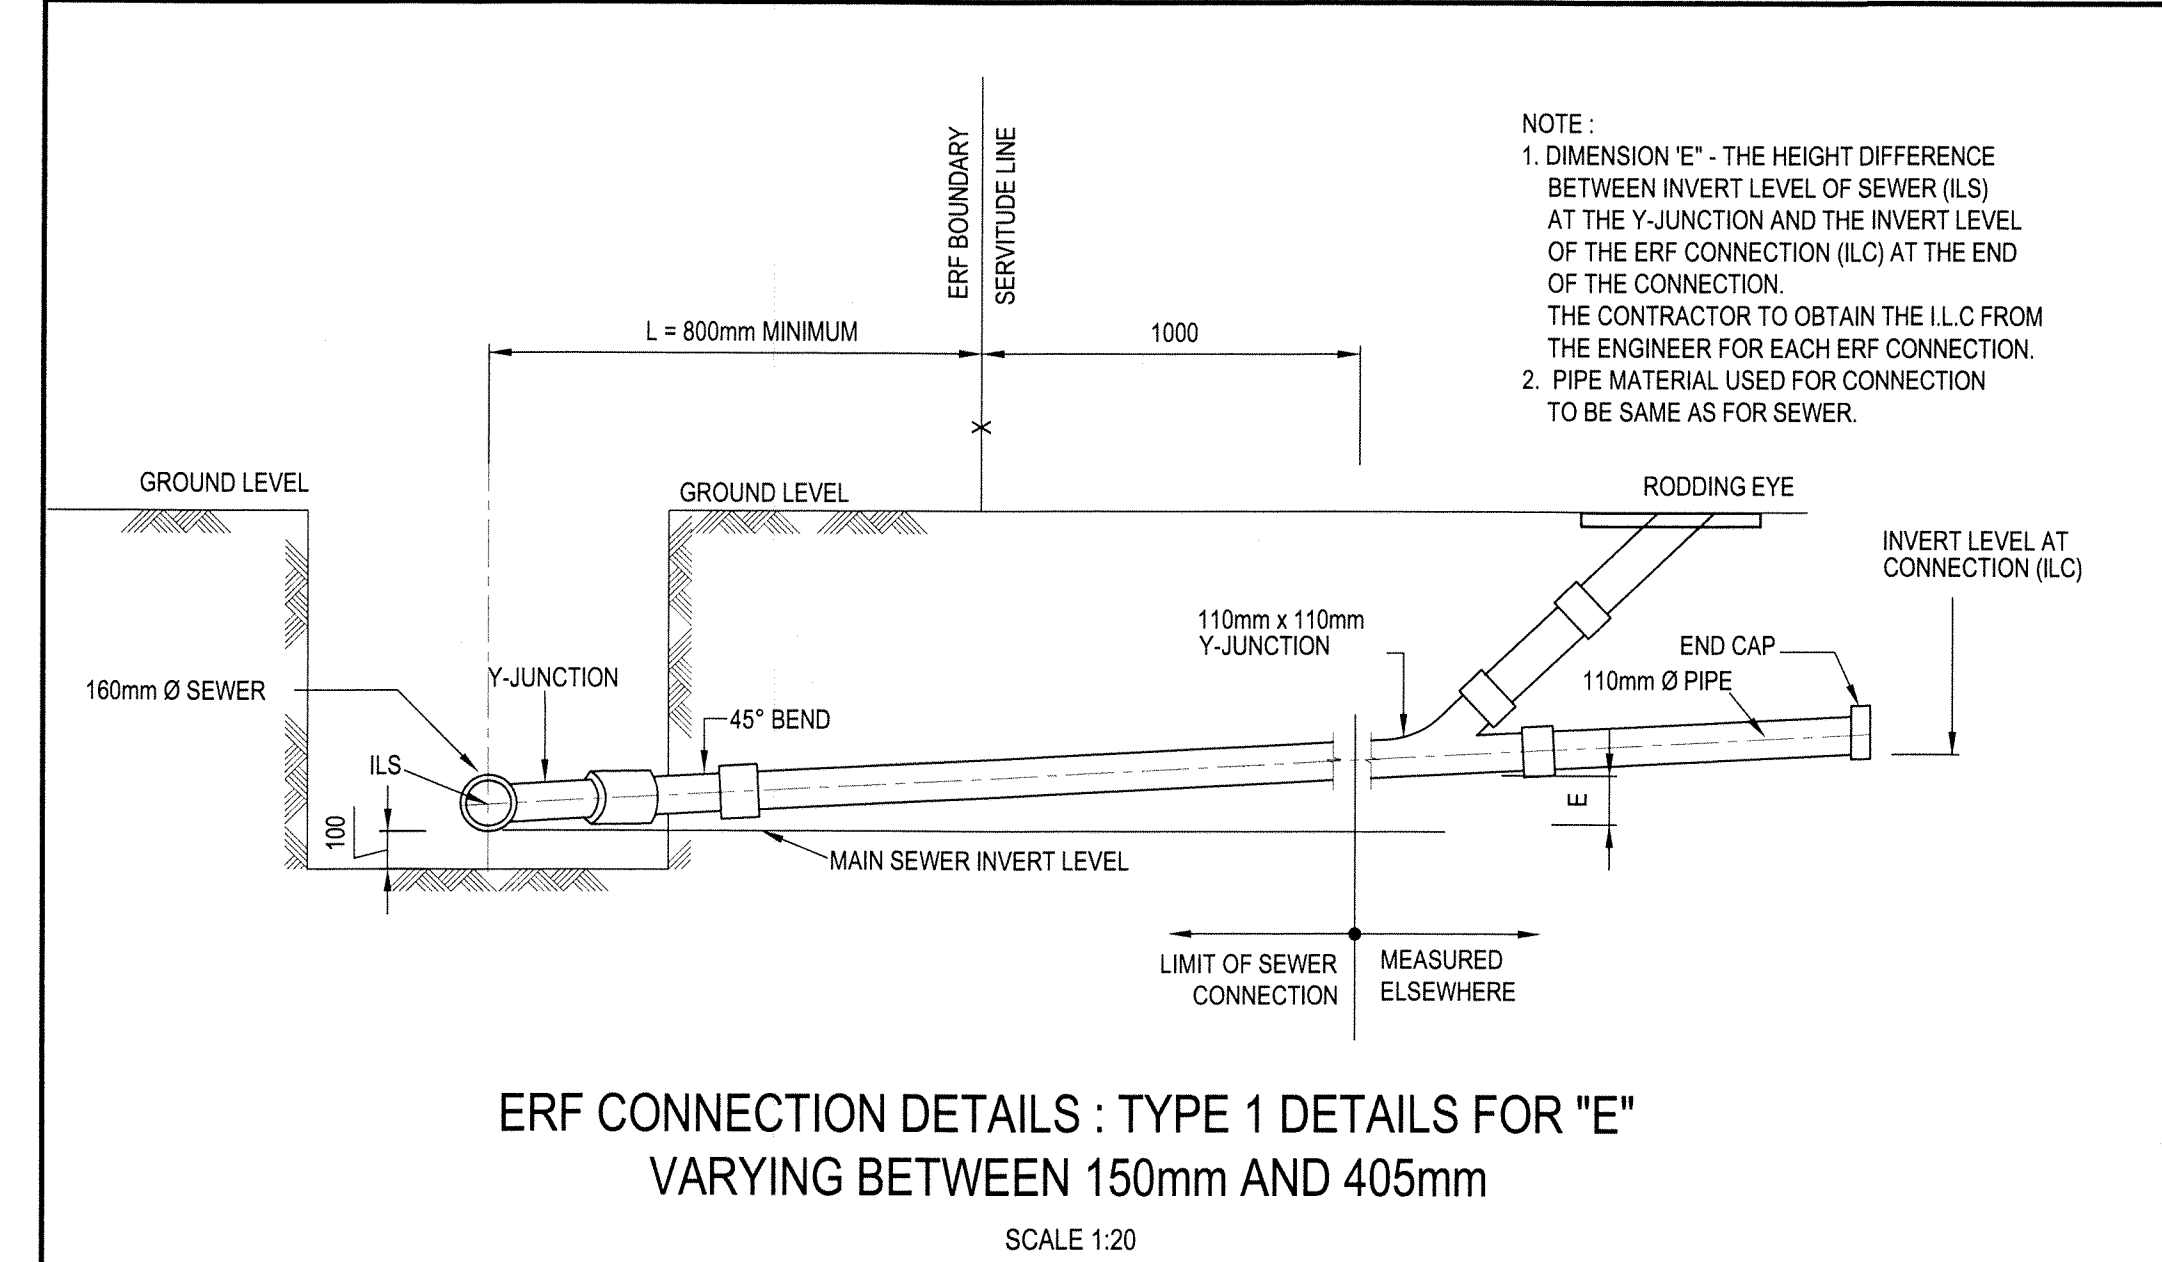 ERF BOUNDARY
SERVITUDE LINE
NOTE :
1. DIMENSION 'E" - THE HEIGHT DIFFERENCE
BETWEEN INVERT LEVEL OF SEWER (ILS)
AT THE Y-JUNCTION AND THE INVERT LEVEL
OF THE ERF CONNECTION (ILC) AT THE END
OF THE CONNECTION.
THE CONTRACTOR TO OBTAIN THE I.L.C FROM
THE ENGINEER FOR EACH ERF CONNECTION.
2. PIPE MATERIAL USED FOR CONNECTION
TO BE SAME AS FOR SEWER.
L = 800mm MINIMUM
1000
X
GROUND LEVEL
GROUND LEVEL
RODDING EYE
INVERT LEVEL AT
CONNECTION (ILC)
110mm x 110mm
Y-JUNCTION
END CAP
110mm Ø PIPE
160mm Ø SEWER
Y-JUNCTION
45° BEND
ILS
100
E
MAIN SEWER INVERT LEVEL
LIMIT OF SEWER
CONNECTION
MEASURED
ELSEWHERE
ERF CONNECTION DETAILS : TYPE 1 DETAILS FOR "E"
VARYING BETWEEN 150mm AND 405mm
SCALE 1:20